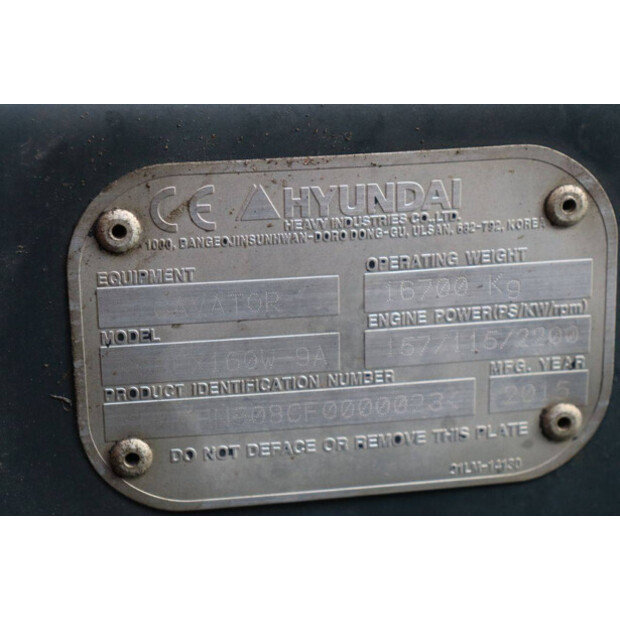 CE HYUNDAI
HEAVY INDUSTRIES CO., LTD.
1000, BANGEOJINSUNHWAN-DORO DONG-GU, ULSAN, 682-792, KOREA
EQUIPMENT
OPERATING WEIGHT
16700 Kg
MODEL
ENGINE POWER(PS/KW/rpm)
160W-9A
157/115/2200
PRODUCT IDENTIFICATION NUMBER
MFG. YEAR
2015
DO NOT DEFACE OR REMOVE THIS PLATE